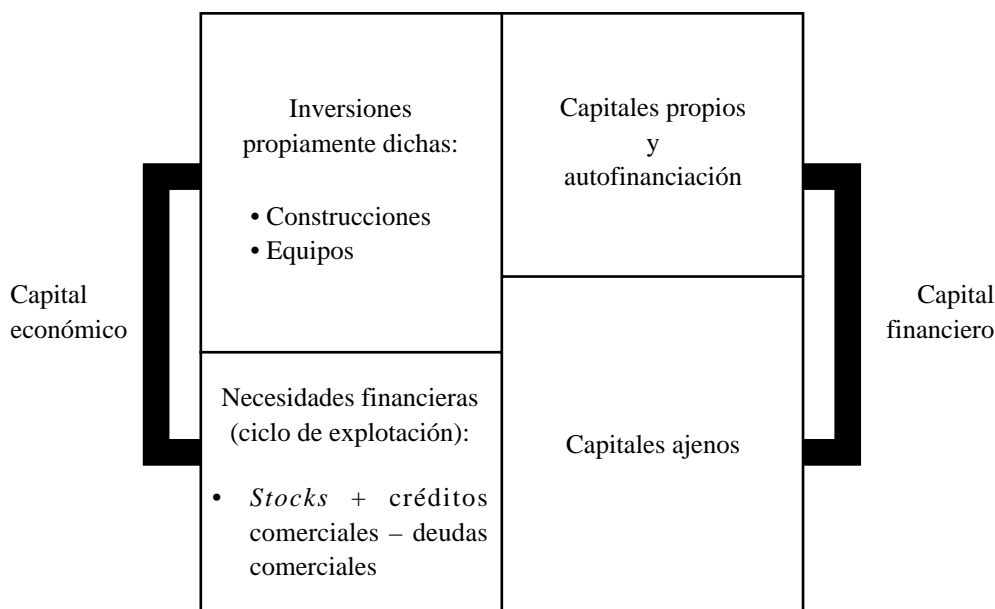 Inversiones
propiamente dichas:
• Construcciones
• Equipos
Capitales propios
y
autofinanciación
Capital
económico
Capital
financiero
Necesidades financieras
(ciclo de explotación):
• Stocks + créditos
comerciales – deudas
comerciales
Capitales ajenos